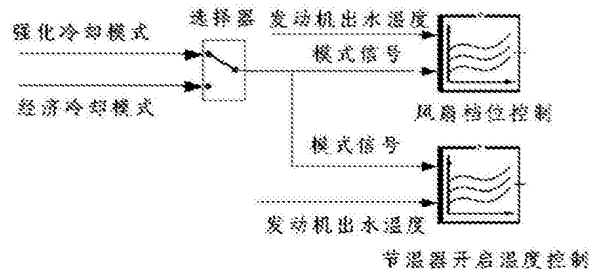 强化冷却模式
选择器
发动机出水温度
模式信号
经济冷却模式
风扇档位控制
模式信号
发动机出水温度
节温器开启温度控制